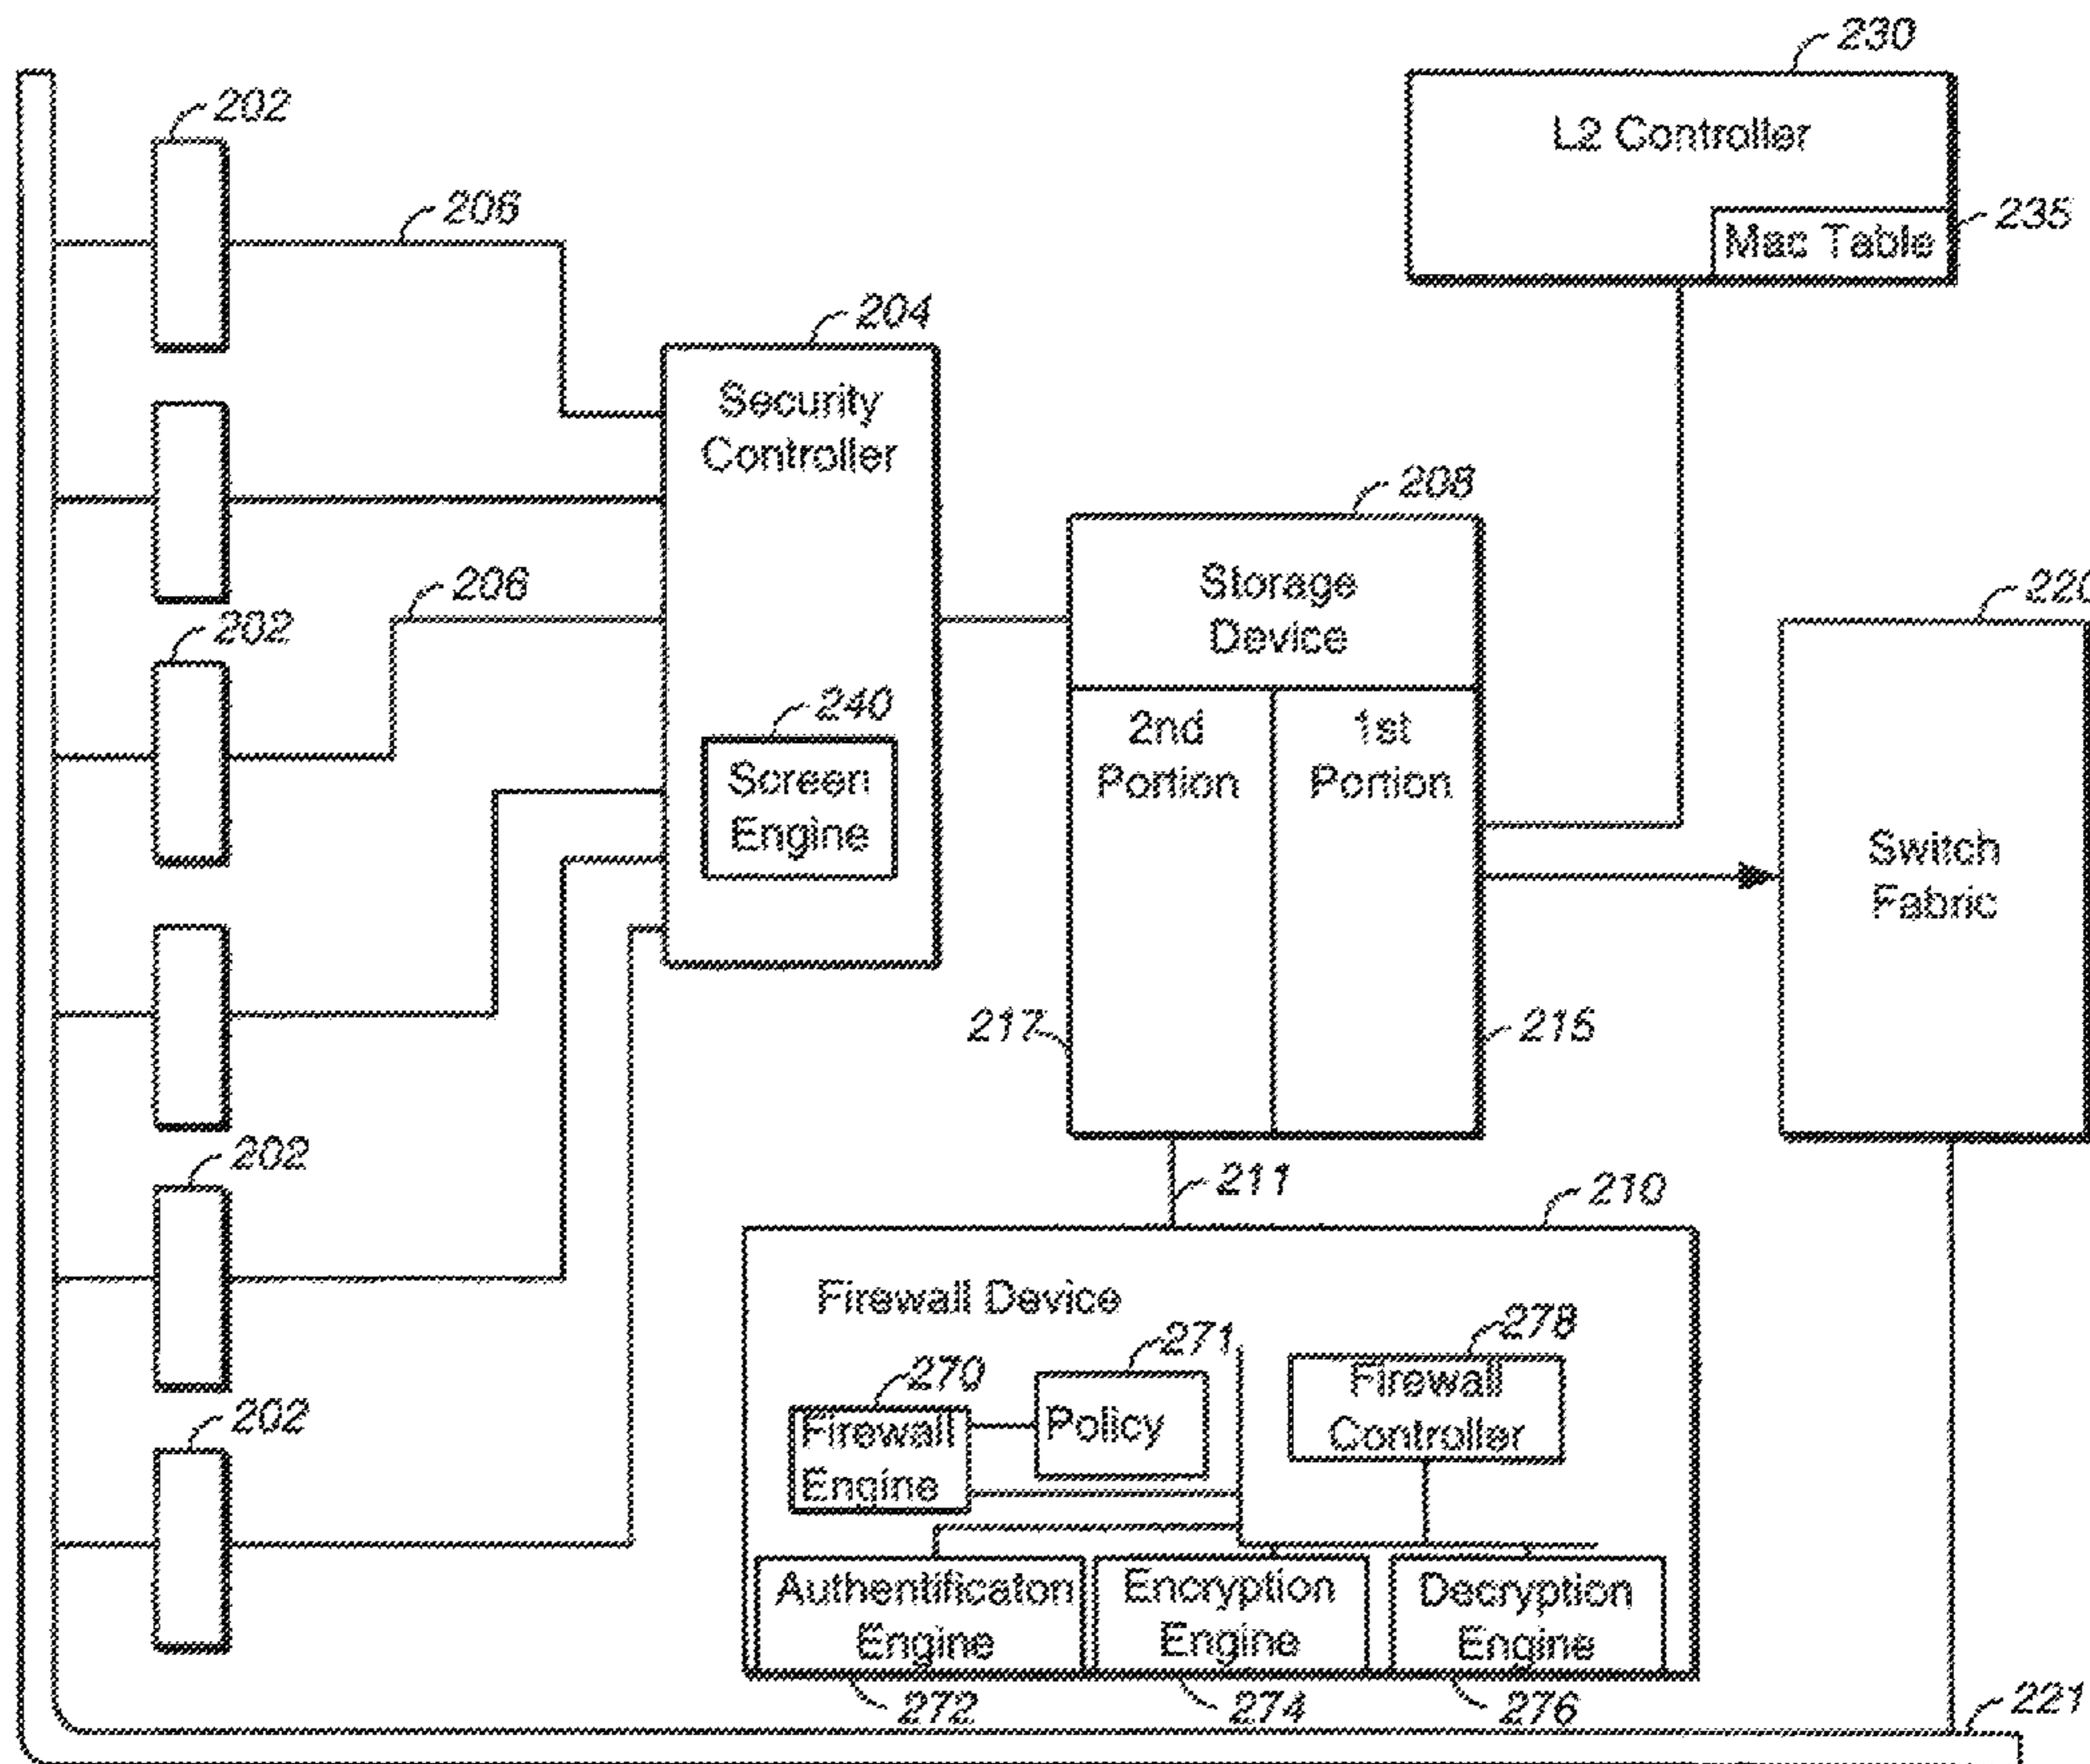 230
L2 Controller
235
Mac Table
202
206
204
Security
Controller
208
Storage
Device
206
202
220
240
Screen
Engine
2nd
Portion
1st
Portion
Switch
Fabric
217
215
202
211
210
Firewall Device
271
278
270
Firewall
Engine
Policy
Firewall
Controller
202
Authentificaton
Engine
Encryption
Engine
Decryption
Engine
272
274
276
221